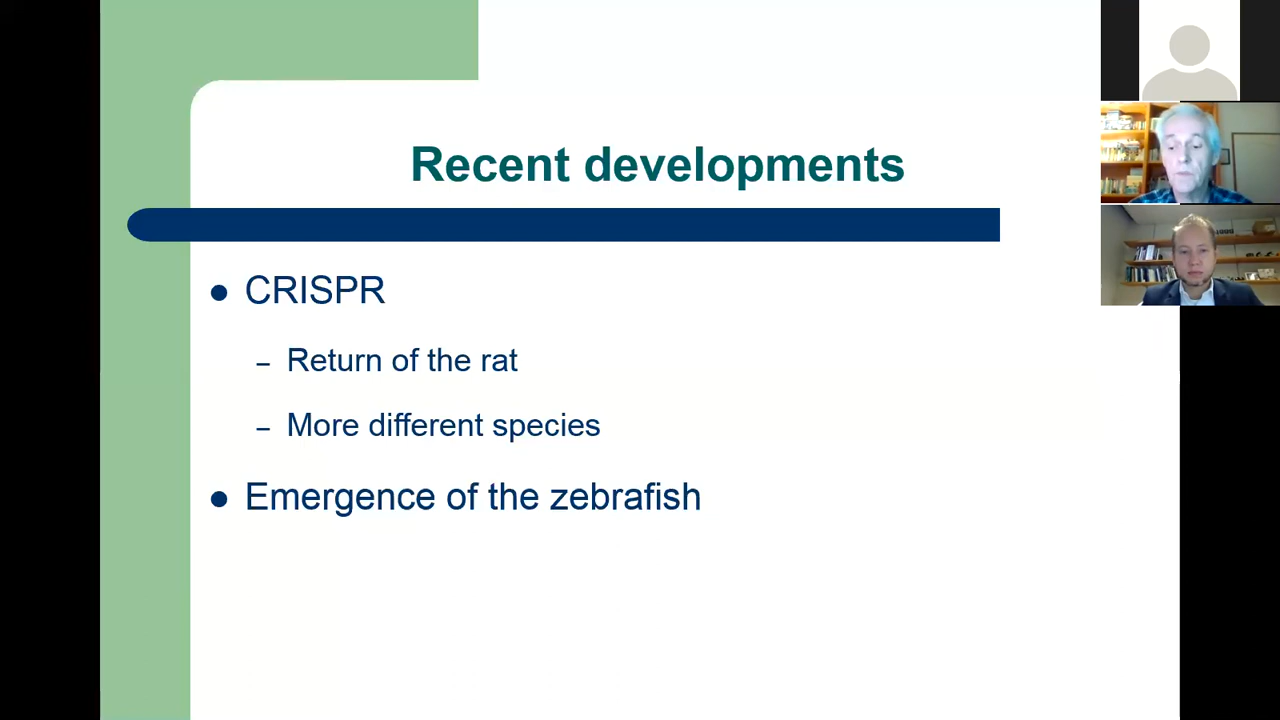 Recent developments
● CRISPR
– Return of the rat
– More different species
● Emergence of the zebrafish